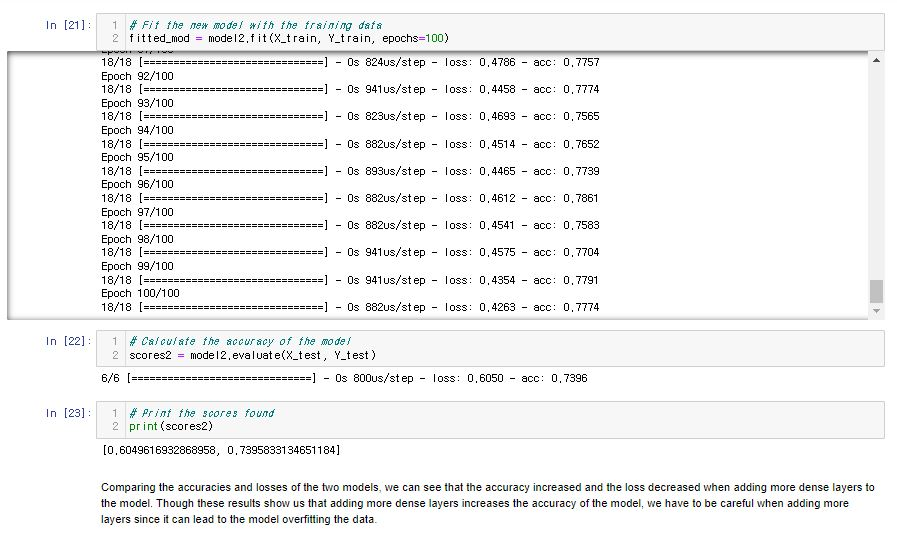 In [21]:
1 # Fit the new model with the training data
2 fitted_mod = model2.fit(X_train, Y_train, epochs=100)
18/18 [==============================] - 0s 824us/step - loss: 0.4786 - acc: 0.7757
Epoch 92/100
18/18 [==============================] - 0s 941us/step - loss: 0.4458 - acc: 0.7774
Epoch 93/100
18/18 [==============================] - 0s 823us/step - loss: 0.4693 - acc: 0.7565
Epoch 94/100
18/18 [==============================] - 0s 882us/step - loss: 0.4514 - acc: 0.7652
Epoch 95/100
18/18 [==============================] - 0s 893us/step - loss: 0.4465 - acc: 0.7739
Epoch 96/100
18/18 [==============================] - 0s 882us/step - loss: 0.4612 - acc: 0.7861
Epoch 97/100
18/18 [==============================] - 0s 882us/step - loss: 0.4541 - acc: 0.7583
Epoch 98/100
18/18 [==============================] - 0s 941us/step - loss: 0.4575 - acc: 0.7704
Epoch 99/100
18/18 [==============================] - 0s 941us/step - loss: 0.4354 - acc: 0.7791
Epoch 100/100
18/18 [==============================] - 0s 882us/step - loss: 0.4263 - acc: 0.7774
In [22]:
1 # Calculate the accuracy of the model
2 scores2 = model2.evaluate(X_test, Y_test)
6/6 [==============================] - 0s 800us/step - loss: 0.6050 - acc: 0.7396
In [23]:
1 # Print the scores found
2 print(scores2)
[0.6049616932868958, 0.7395833134651184]
Comparing the accuracies and losses of the two models, we can see that the accuracy increased and the loss decreased when adding more dense layers to
the model. Though these results show us that adding more dense layers increases the accuracy of the model, we have to be careful when adding more
layers since it can lead to the model overfitting the data.